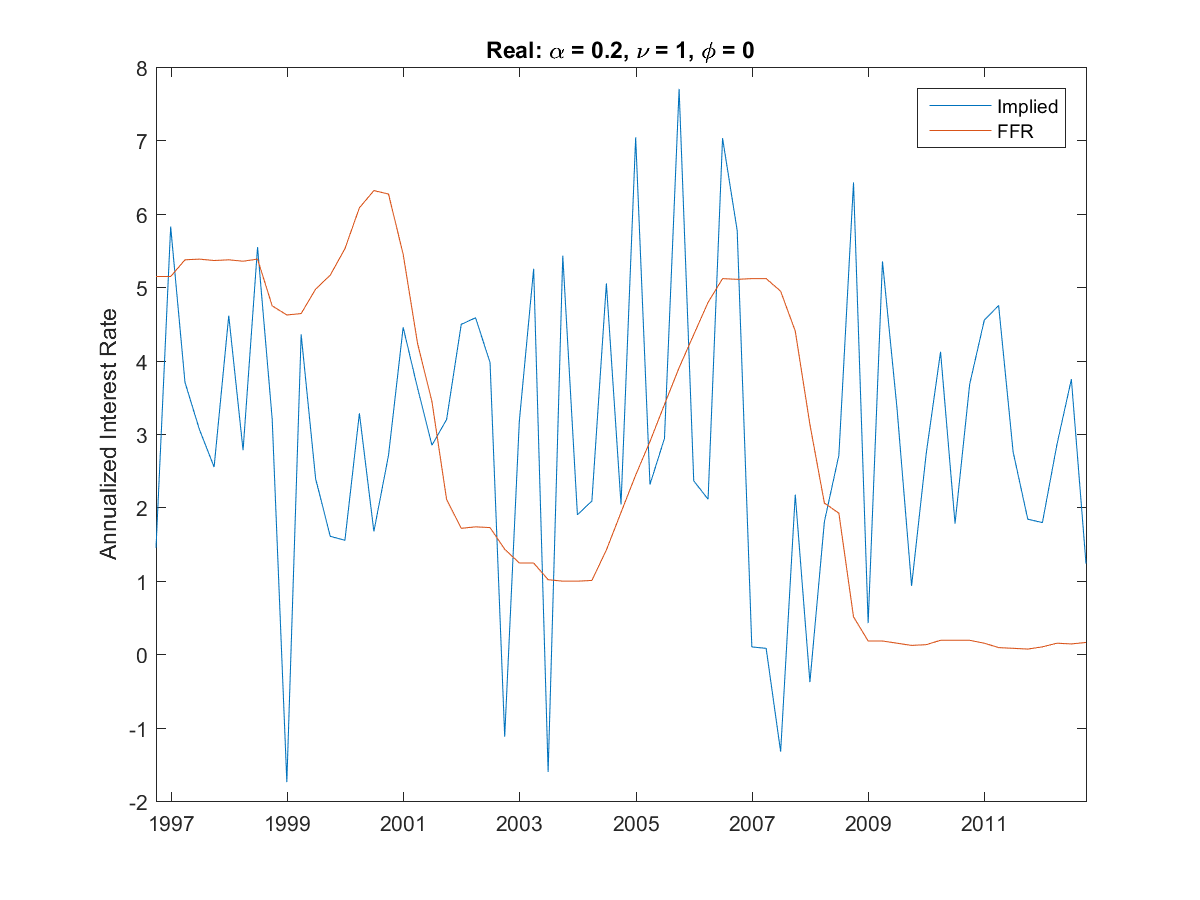 Real: α = 0.2, ν = 1, ϕ = 0
Implied
FFR
Annualized Interest Rate
8
7
6
5
4
3
2
1
0
-1
-2
1997 1999 2001 2003 2005 2007 2009 2011